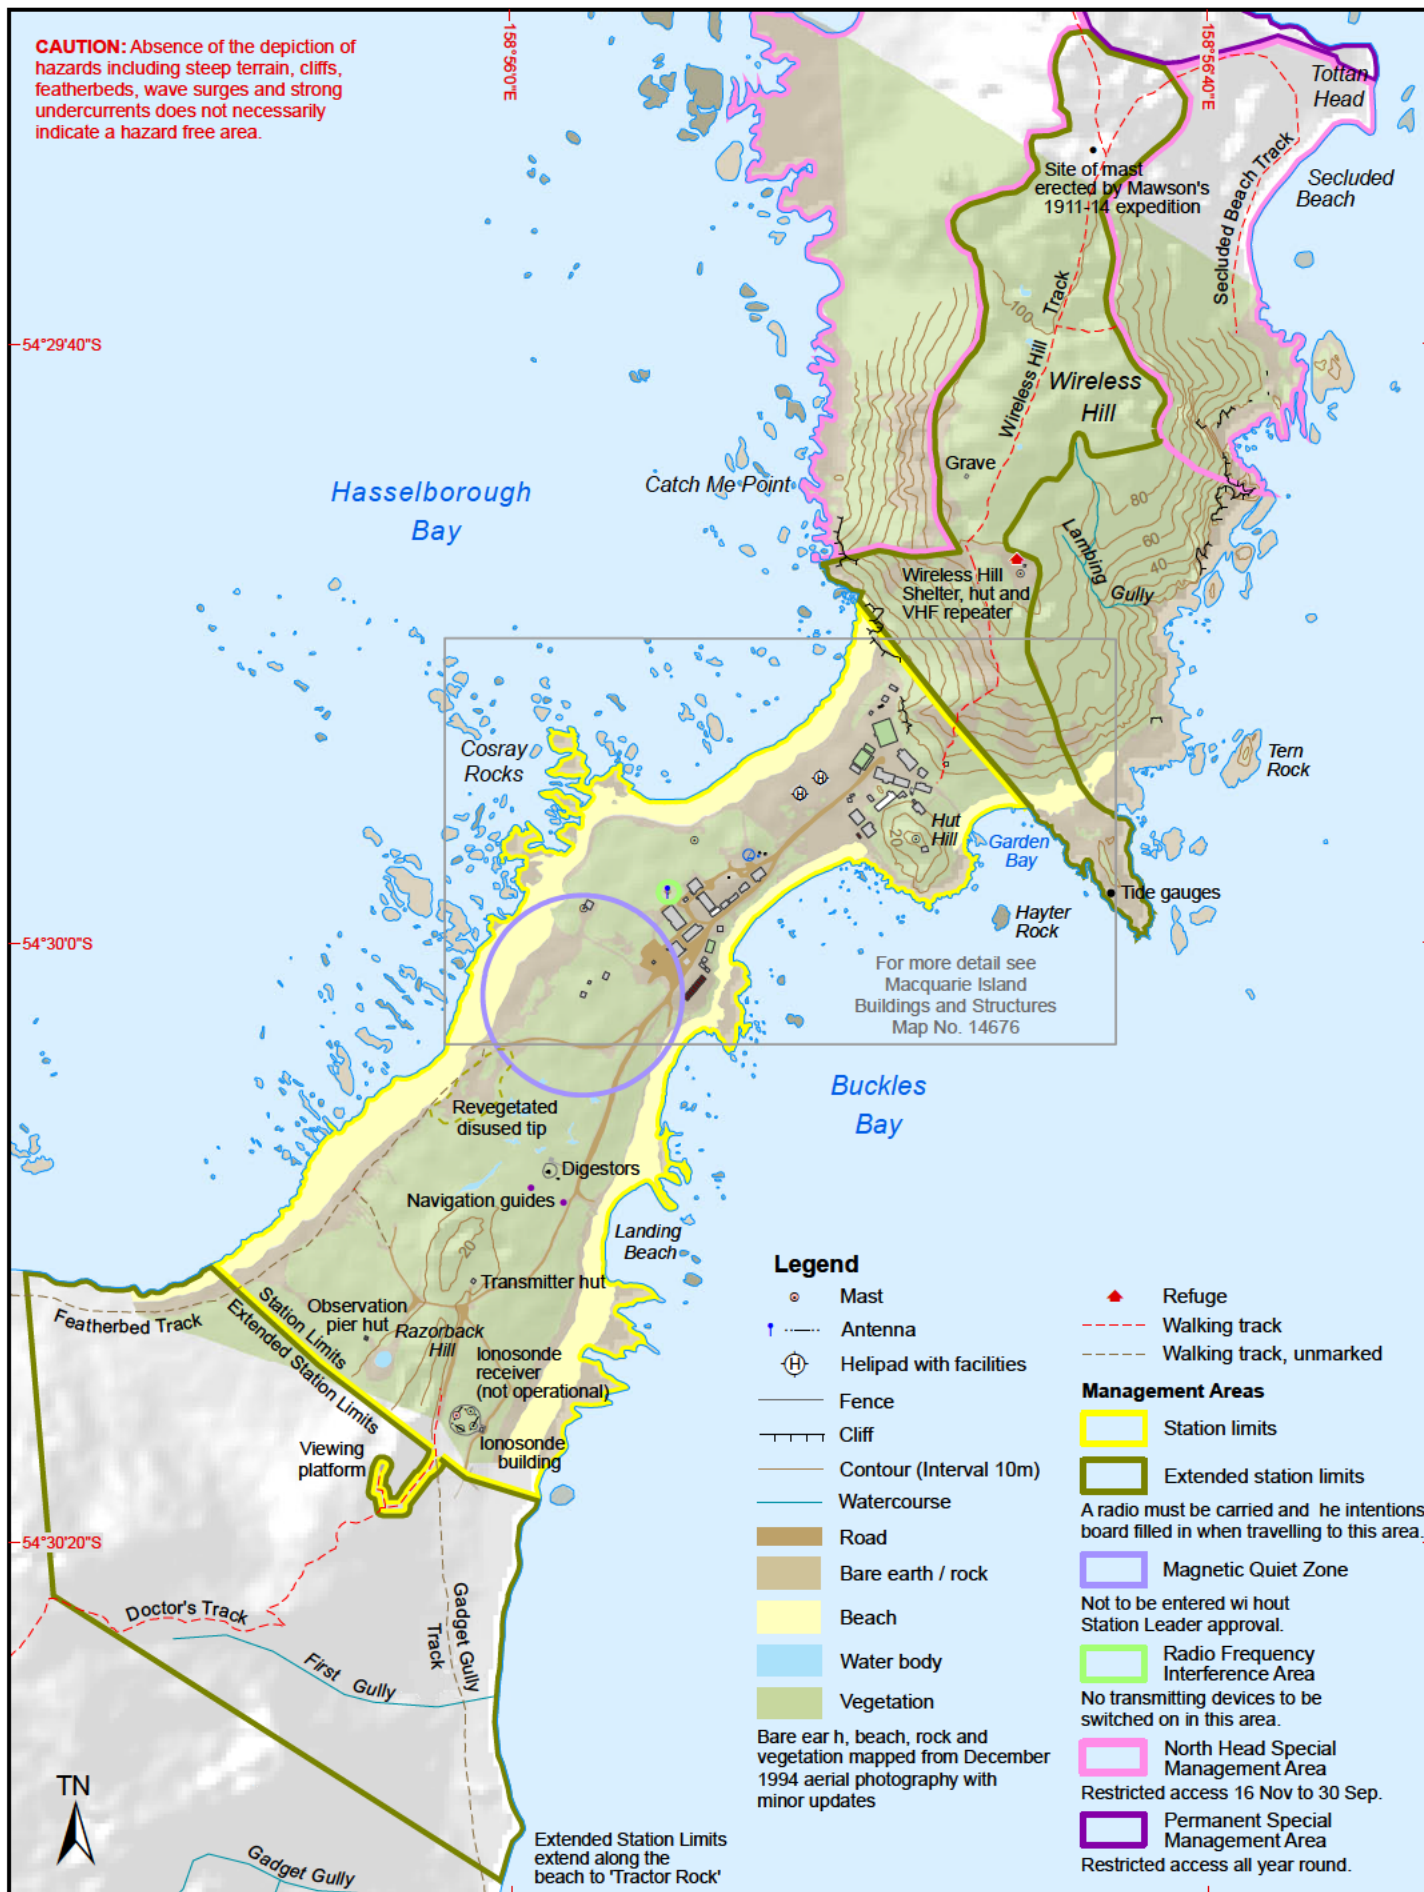 CAUTION: Absence of the depiction of
hazards including steep terrain, cliffs,
featherbeds, wave surges and strong
undercurrents does not necessarily
indicate a hazard free area.
158°56'0"E
158°56'40"E
Tottan
Head
Site of mast
erected by Mawson's
1911-14 expedition
Secluded
Beach
Secluded Beach Track
100
Wireless Hill Track
54°29'40"S
Wireless
Hill
Grave
Catch Me Point
Hasselborough
Bay
80
60
40
Lambing
Gully
Wireless Hill
Shelter, hut and
VHF repeater
Cosray
Rocks
Tern
Rock
H
H
Hut
Hill
20
Garden
Bay
Tide gauges
Hayter
Rock
54°30'0"S
For more detail see
Macquarie Island
Buildings and Structures
Map No. 14676
Buckles
Bay
Revegetated
disused tip
Digestors
Navigation guides
Landing
Beach
20
Transmitter hut
Station Limits
Extended Station Limits
Featherbed Track
Observation
pier hut
Razorback
Hill
Ionosonde
receiver
(not operational)
Viewing
platform
Ionosonde
building
54°30'20"S
Doctor's Track
Gadget Gully
Track
First Gully
TN
Gadget Gully
Extended Station Limits
extend along the
beach to 'Tractor Rock'
Legend
Mast
Antenna
H
Helipad with facilities
Fence
Cliff
Contour (Interval 10m)
Watercourse
Road
Bare earth / rock
Beach
Water body
Vegetation
Bare ear h, beach, rock and
vegetation mapped from December
1994 aerial photography with
minor updates
Refuge
Walking track
Walking track, unmarked
Management Areas
Station limits
Extended station limits
A radio must be carried and he intentions
board filled in when travelling to this area.
Magnetic Quiet Zone
Not to be entered wi hout
Station Leader approval.
Radio Frequency
Interference Area
No transmitting devices to be
switched on in this area.
North Head Special
Management Area
Restricted access 16 Nov to 30 Sep.
Permanent Special
Management Area
Restricted access all year round.